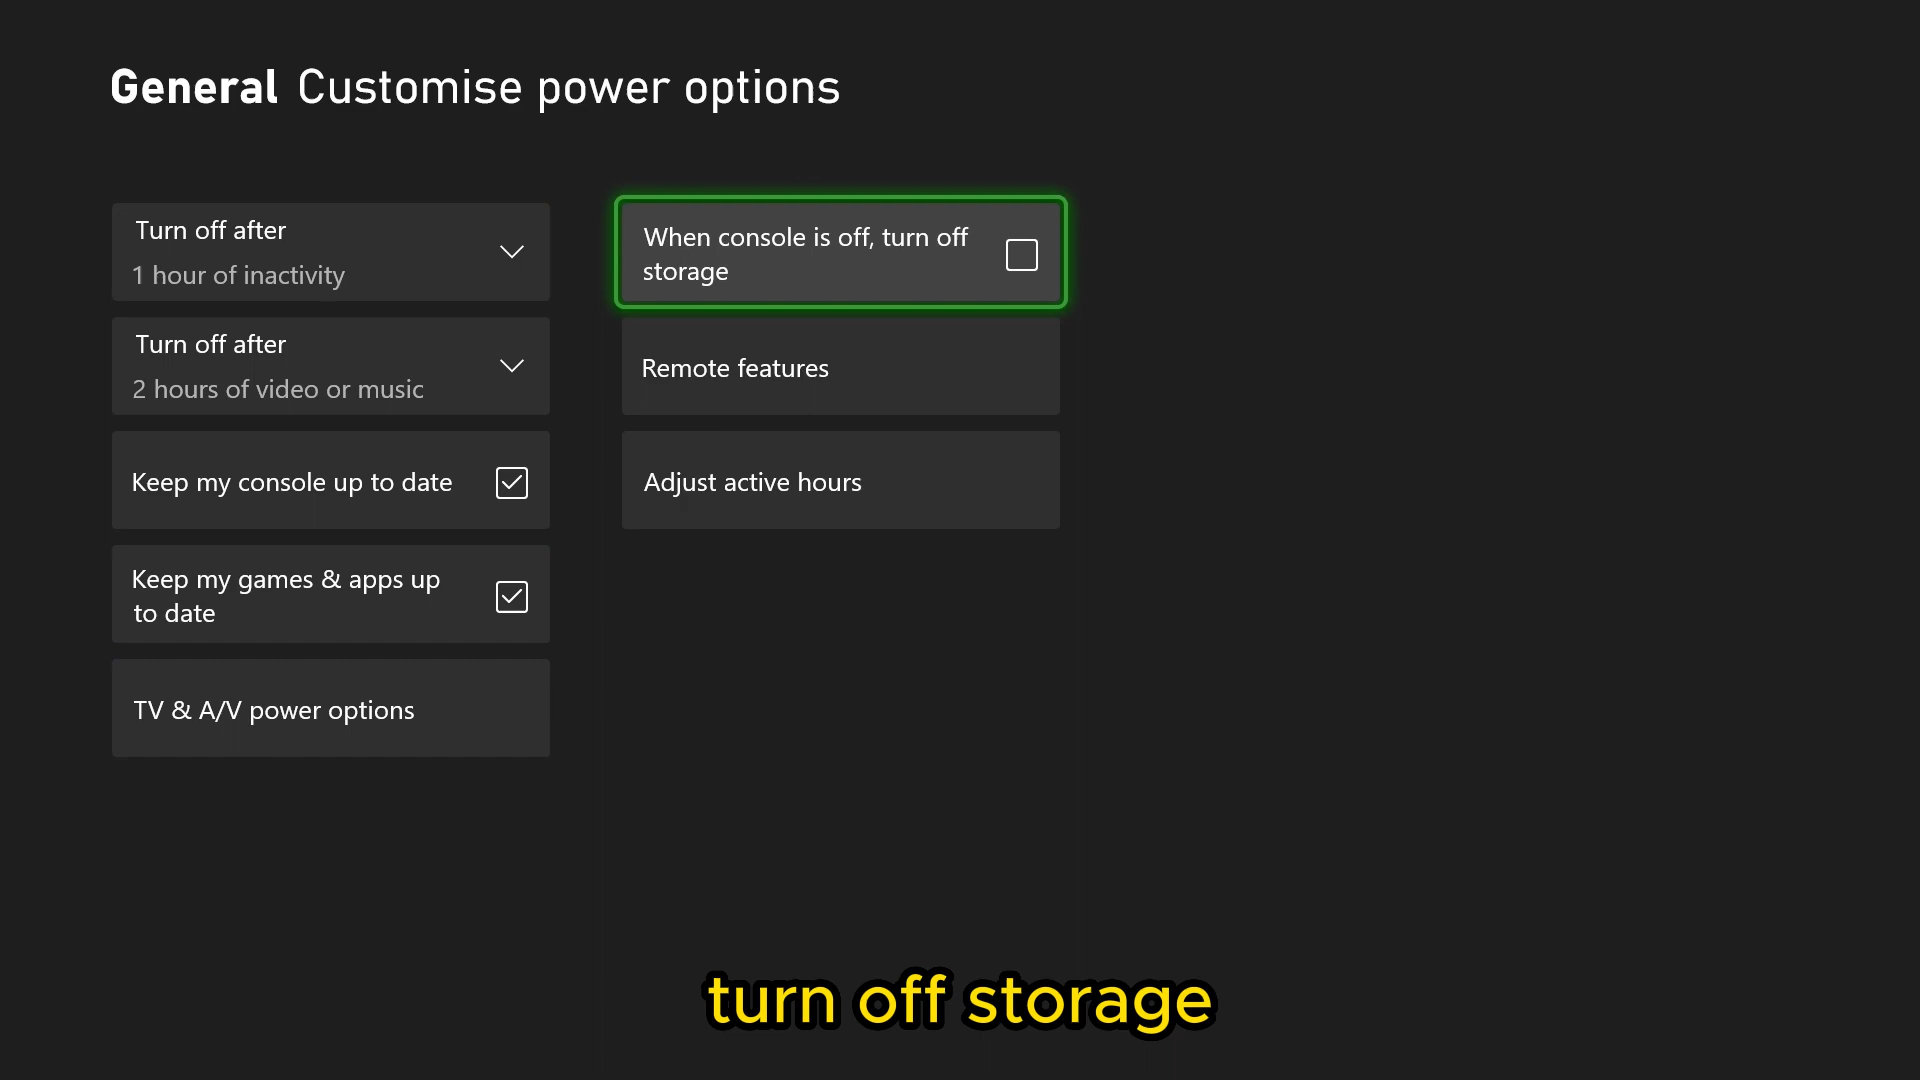 General Customise power options
Turn off after
1 hour of inactivity
Turn off after
2 hours of video or music
Keep my console up to date
Keep my games & apps up
to date
TV & A/V power options
When console is off, turn off
storage
Remote features
Adjust active hours
turn off storage